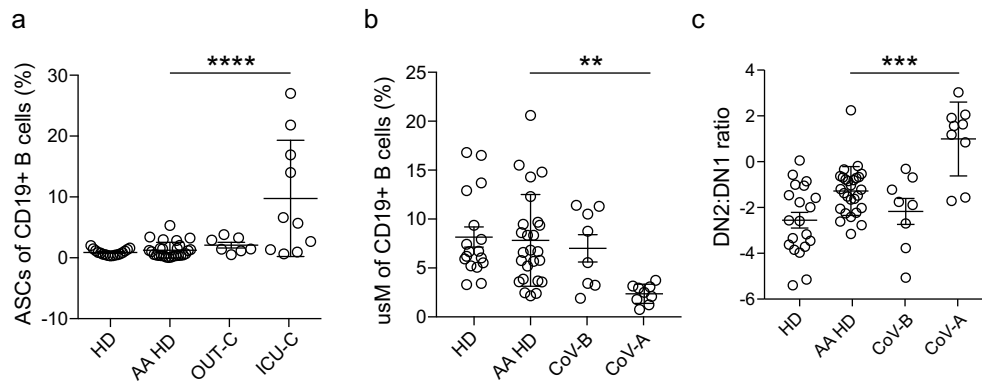 a
ASCs of CD19+ B cells (%)
****
30
20
10
0
-10
HD
AA HD
OUT-C
ICU-C
b
usM of CD19+ B cells (%)
**
25
20
15
10
5
0
HD
AA HD
CoV-B
CoV-A
c
DN2:DN1 ratio
***
4
2
0
-2
-4
-6
HD
AA HD
CoV-B
CoV-A